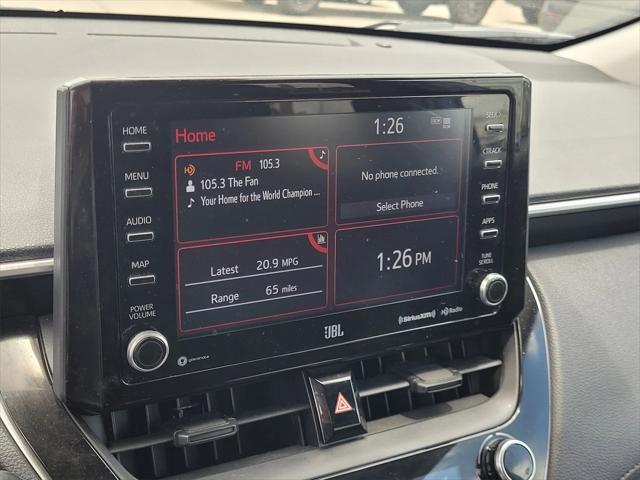 HOME
MENU
AUDIO
MAP
POWER
VOLUME
Home
1:26
FM 105.3
105.3 The Fan
Your Home for the World Champion ...
No phone connected.
Select Phone
Latest 20.9 MPG
Range 65 miles
1:26 PM
SEEK>
<TRACK
PHONE
APPS
TUNE
SCROLL
gracenote
JBL
SiriusXM HD Radio